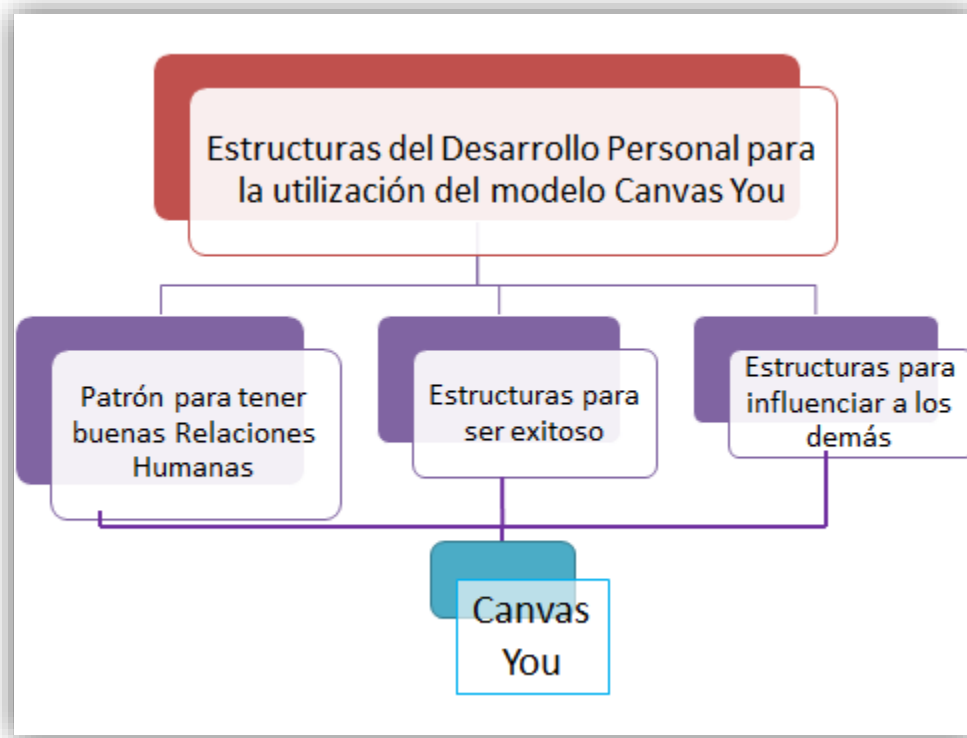 Estructuras del Desarrollo Personal para
la utilización del modelo Canvas You
Patrón para tener
buenas Relaciones
Humanas
Estructuras para
ser exitoso
Estructuras para
influenciar a los
demás
Canvas
You